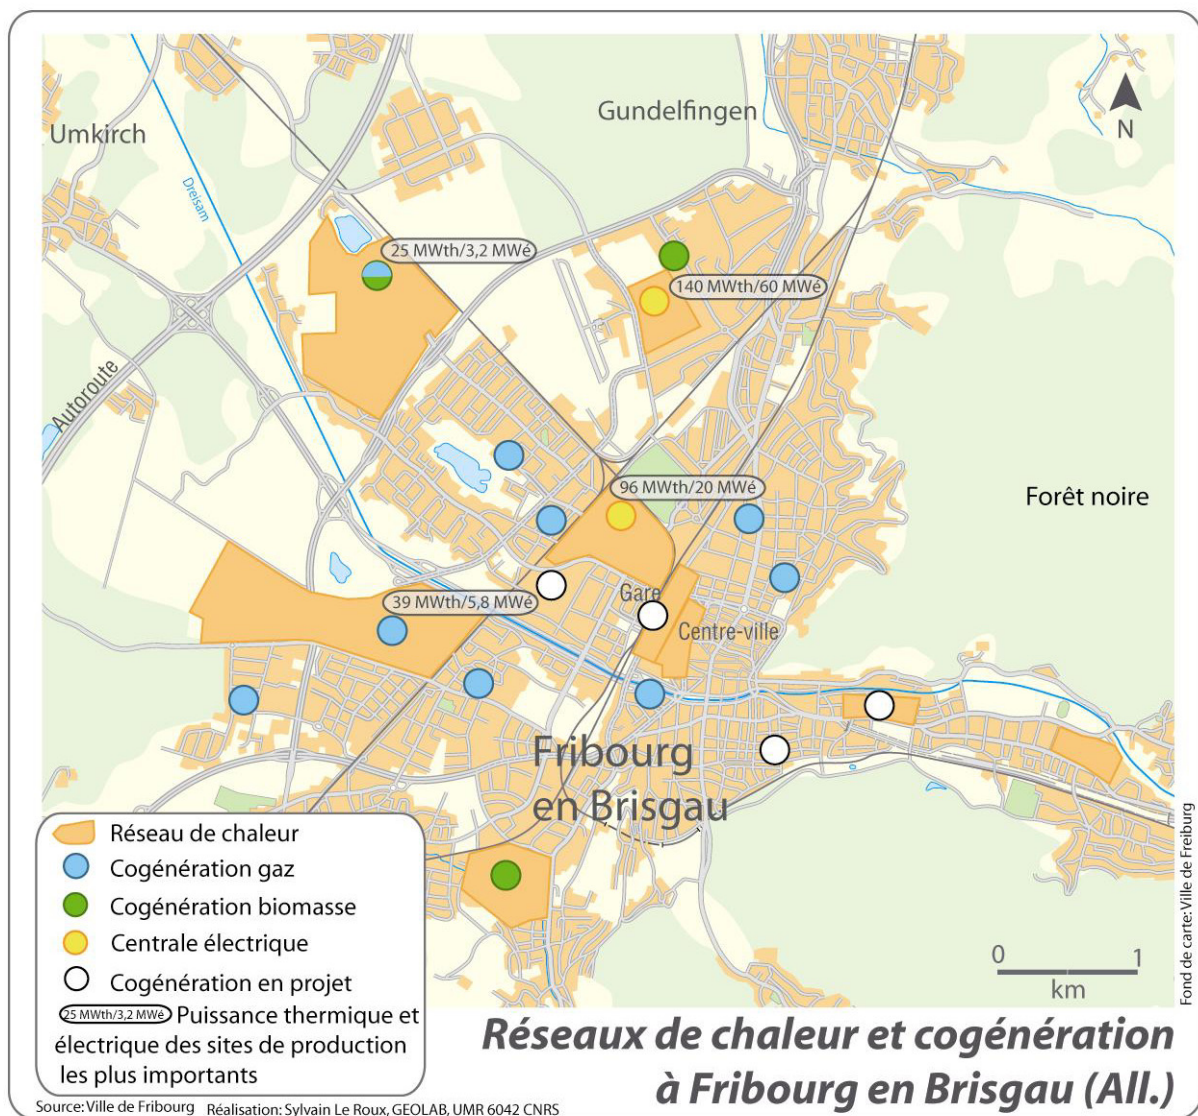 Umkirch
Gundelfingen
N
Dreisam
25 MWth/3,2 MWé
140 MWth/60 MWé
Autoroute
96 MWth/20 MWé
Forêt noire
39 MWth/5,8 MWé
Gare
Centre-ville
Fribourg
en Brisgau
Réseau de chaleur
Cogénération gaz
Cogénération biomasse
Centrale électrique
Cogénération en projet
25 MWth/3,2 MWé Puissance thermique et
électrique des sites de production
les plus importants
0 1
km
Fond de carte: Ville de Freiburg
Réseaux de chaleur et cogénération
à Fribourg en Brisgau (All.)
Source: Ville de Fribourg Réalisation: Sylvain Le Roux, GEOLAB, UMR 6042 CNRS